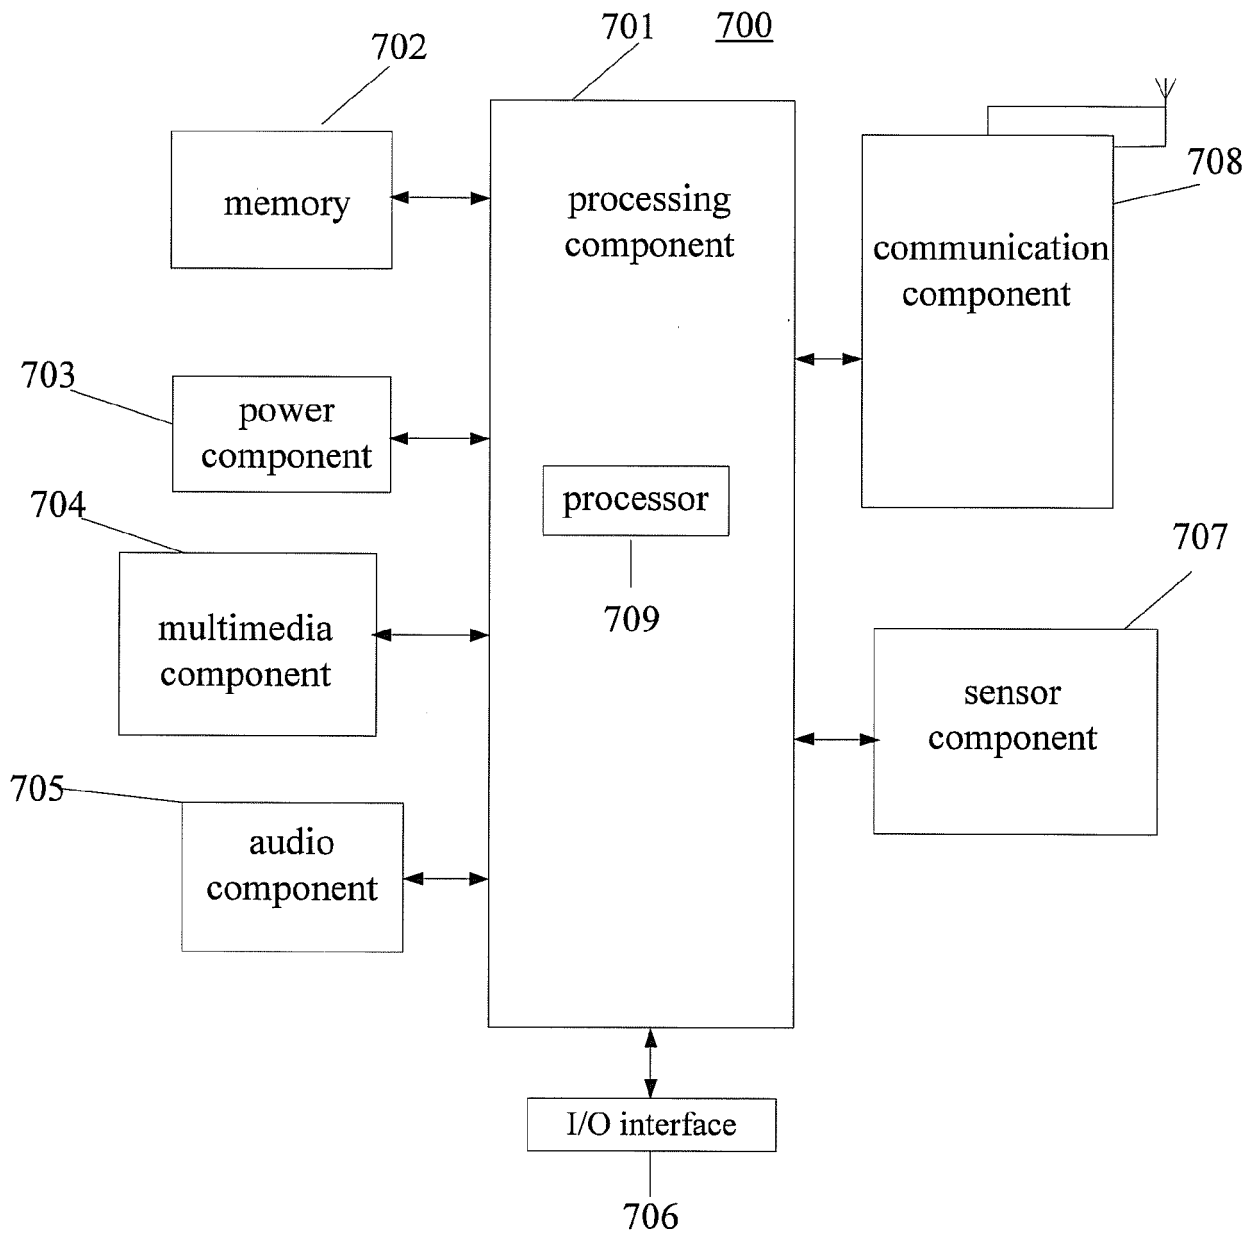 701
700
702
memory
processing
component
708
communication
component
703
power
component
704
processor
709
707
multimedia
component
sensor
component
705
audio
component
I/O interface
706